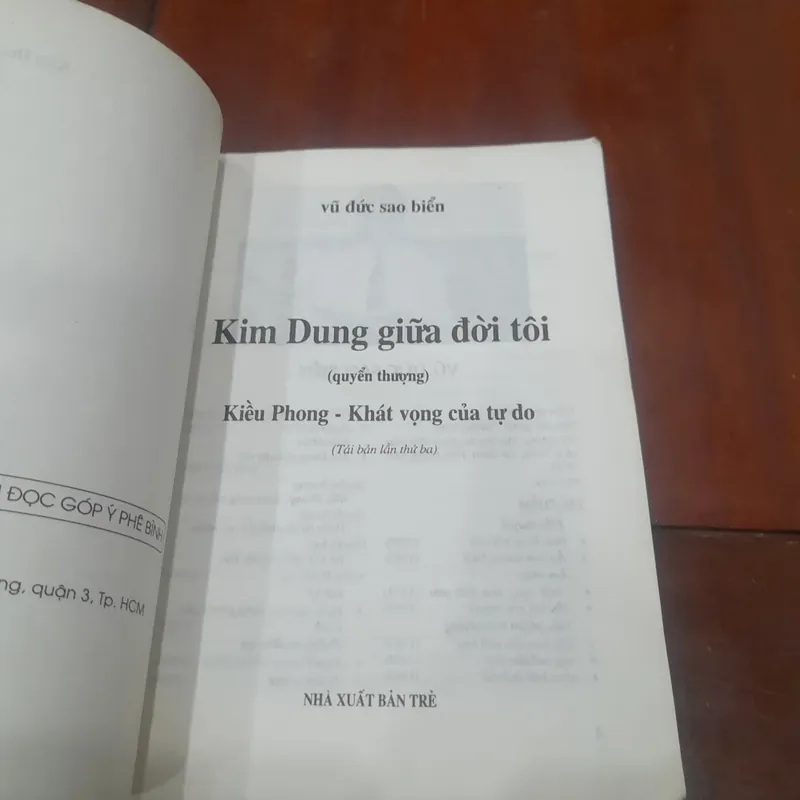 ĐỌC GÓP Ý PHÊ BÌNH
quận 3, Tp. HCM
vũ đức sao biển
Kim Dung giữa đời tôi
(quyển thượng)
Kiều Phong - Khát vọng của tự do
(Tái bản lần thứ ba)
NHÀ XUẤT BẢN TRẺ